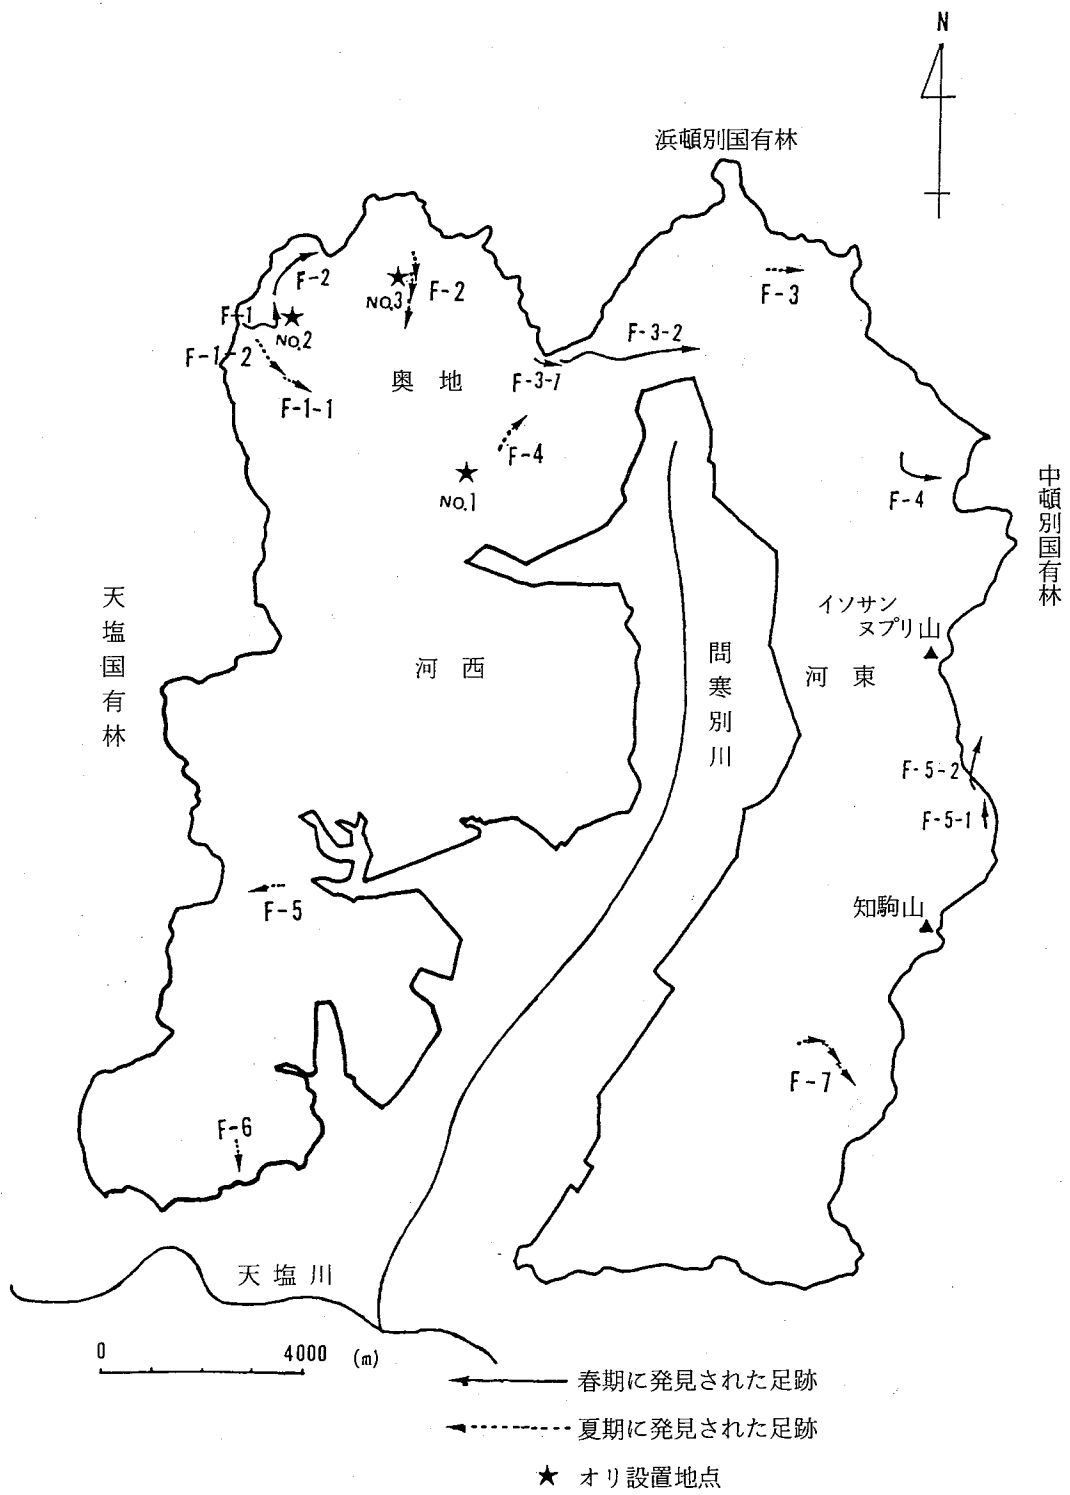 N
浜頓別国有林
F-2
F-2
NO.3
F-3
F-1
NO.2
F-3-2
F-1-2
奥地
F-3-1
F-1-1
F-4
NO.1
F-4
中頓別国有林
天塩国有林
イソサン
ヌプリ山
河西
問寒別川
河東
F-5-2
F-5-1
F-5
知駒山
F-7
F-6
天塩川
0 4000 (m)
春期に発見された足跡
夏期に発見された足跡
オリ設置地点